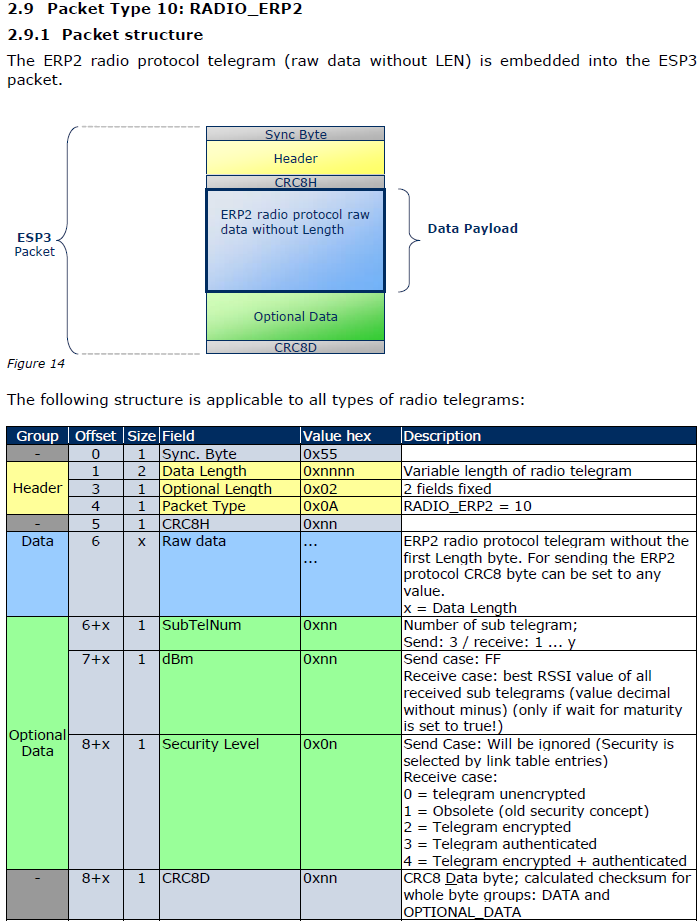 2.9 Packet Type 10: RADIO_ERP2
2.9.1 Packet structure
The ERP2 radio protocol telegram (raw data without LEN) is embedded into the ESP3
packet.
Sync Byte
Header
CRC8H
ERP2 radio protocol raw
data without Length
Data Payload
ESP3
Packet
Optional Data
CRC8D
Figure 14
The following structure is applicable to all types of radio telegrams:
Group Offset Size Field Value hex Description
- 0 1 Sync. Byte 0x55
Header 1 2 Data Length 0xnnnn Variable length of radio telegram
3 1 Optional Length 0x02 2 fields fixed
4 1 Packet Type 0x0A RADIO_ERP2 = 10
- 5 1 CRC8H 0xnn
Data 6 x Raw data ... ERP2 radio protocol telegram without the
... first Length byte. For sending the ERP2
protocol CRC8 byte can be set to any
value.
x = Data Length
Optional
Data
6+x 1 SubTelNum 0xnn Number of sub telegram;
Send: 3 / receive: 1 ... y
7+x 1 dBm 0xnn Send case: FF
Receive case: best RSSI value of all
received sub telegrams (value decimal
without minus) (only if wait for maturity
is set to true!)
8+x 1 Security Level 0x0n Send Case: Will be ignored (Security is
selected by link table entries)
Receive case:
0 = telegram unencrypted
1 = Obsolete (old security concept)
2 = Telegram encrypted
3 = Telegram authenticated
4 = Telegram encrypted + authenticated
- 8+x 1 CRC8D 0xnn CRC8 Data byte; calculated checksum for
whole byte groups: DATA and
OPTIONAL_DATA